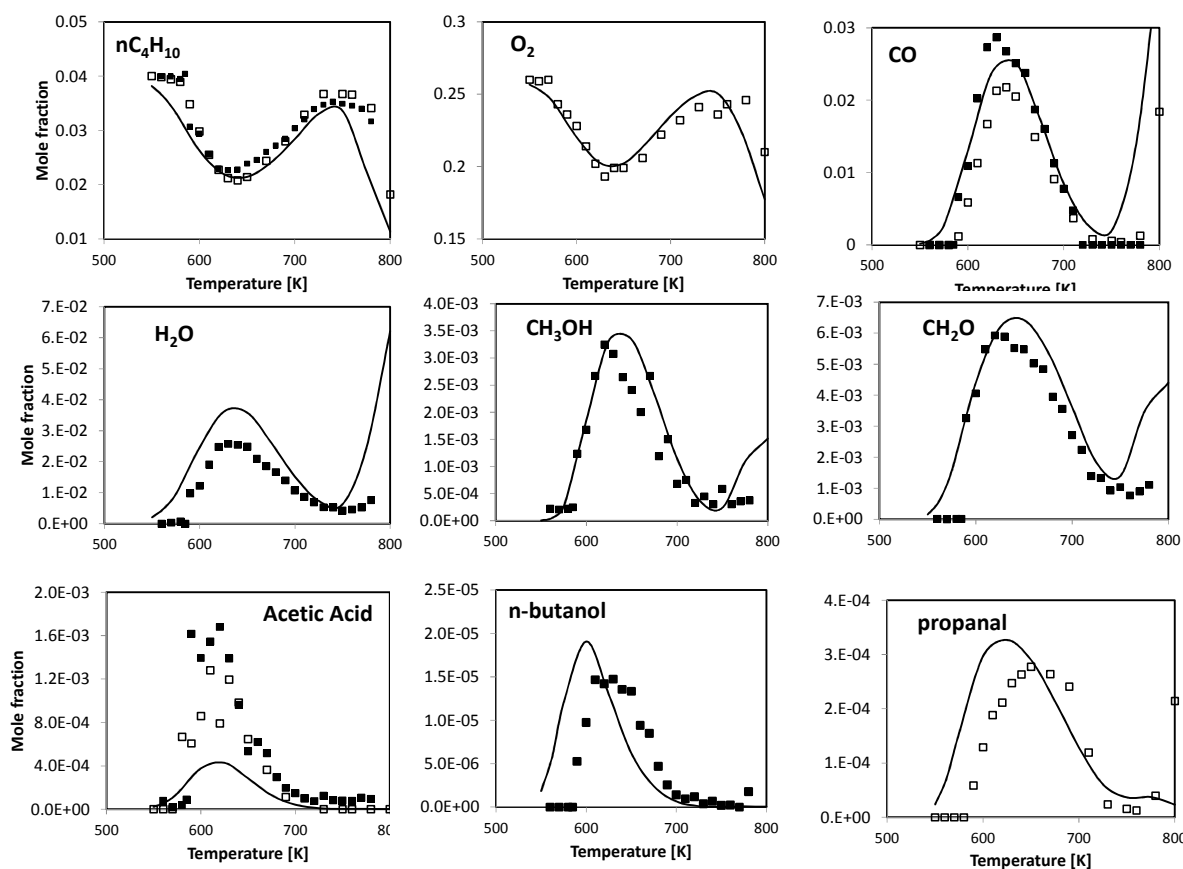 nC4H10
0.05
0.04
0.03
0.02
0.01
Mole fraction
500
600
700
800
Temperature [K]
O2
0.3
0.25
0.2
0.15
500
600
700
800
Temperature [K]
CO
0.03
0.02
0.01
0
500
600
700
800
Temperature [K]
H2O
7.E-02
6.E-02
5.E-02
4.E-02
3.E-02
2.E-02
1.E-02
0.E+00
Mole fraction
500
600
700
800
CH3OH
4.0E-03
3.5E-03
3.0E-03
2.5E-03
2.0E-03
1.5E-03
1.0E-03
5.0E-04
0.0E+00
500
600
700
800
CH2O
7.E-03
6.E-03
5.E-03
4.E-03
3.E-03
2.E-03
1.E-03
0.E+00
500
600
700
800
Acetic Acid
2.0E-03
1.6E-03
1.2E-03
8.0E-04
4.0E-04
0.0E+00
Mole fraction
500
600
700
800
Temperature [K]
n-butanol
2.5E-05
2.0E-05
1.5E-05
1.0E-05
5.0E-06
0.0E+00
500
600
700
800
Temperature [K]
propanal
4.E-04
3.E-04
2.E-04
1.E-04
0.E+00
500
600
700
800
Temperature [K]